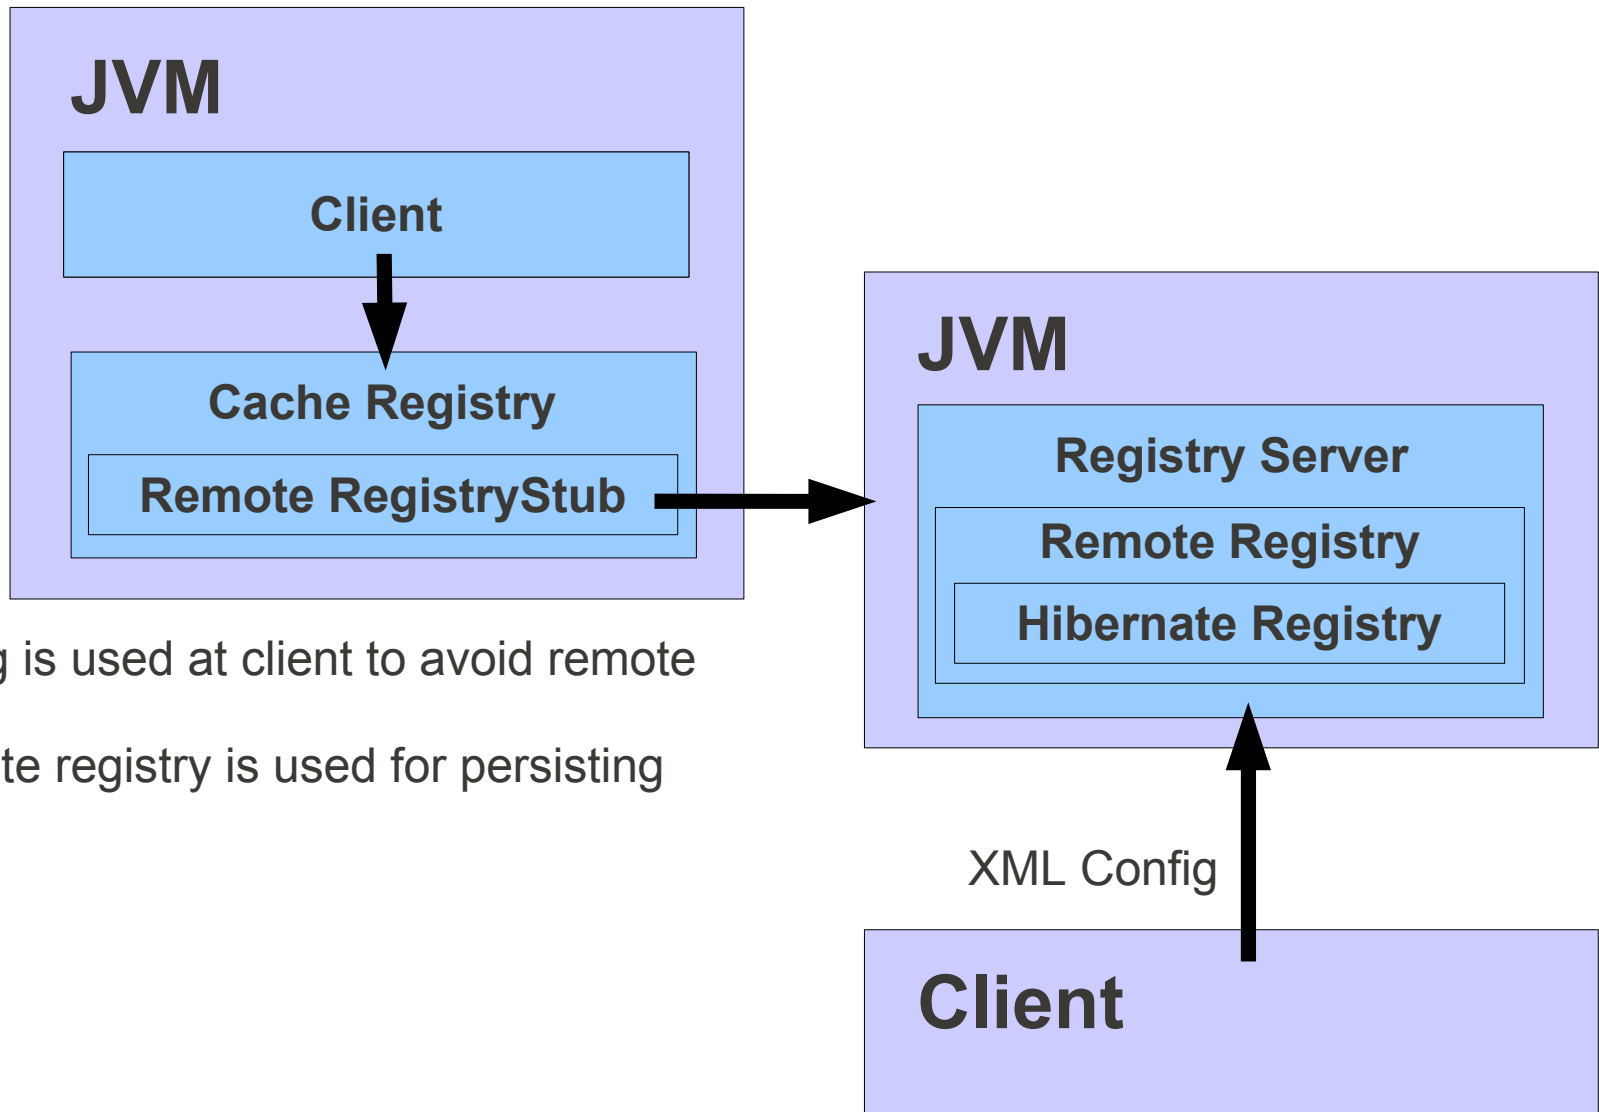 JVM
Client
Cache Registry
Remote RegistryStub
is used at client to avoid remote
registry is used for persisting
JVM
Registry Server
Remote Registry
Hibernate Registry
XML Config
Client